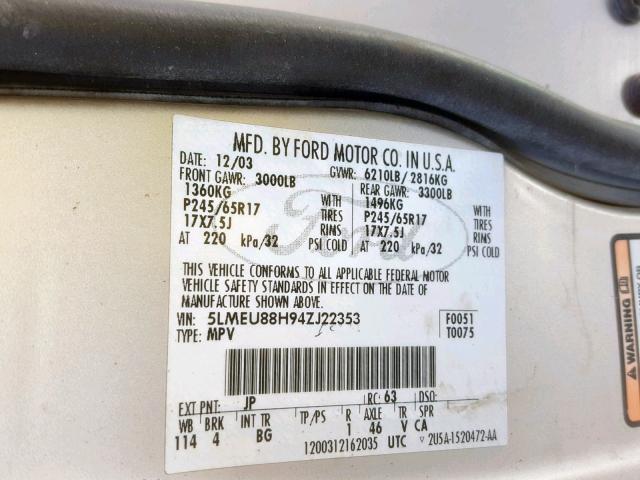 MFD. BY FORD MOTOR CO. IN U.S.A.
DATE: 12/03 GVWR: 6210LB/ 2816KG
FRONT GAWR: 3000LB REAR GAWR: 3300LB
1360KG WITH 1496KG WITH
P245/65R17 TIRES P245/65R17 TIRES
17X7.5J RIMS 17X7.5J RIMS
AT 220 kPa/32 PSI COLD AT 220 kPa/32 PSI COLD
Ford
THIS VEHICLE CONFORMS TO ALL APPLICABLE FEDERAL MOTOR
VEHICLE SAFETY STANDARDS IN EFFECT ON THE DATE OF
MANUFACTURE SHOWN ABOVE.
VIN: 5LMEU88H94ZJ22353 F0051
TYPE: MPV T0075
EXT PNT: JP RC: 63 DSO:
WB BRK INT TR TP/PS R AXLE TR SPR
114 4 BG 1 46 V CA
1200312162035 UTC 2U5A-1520472-AA
WARNING